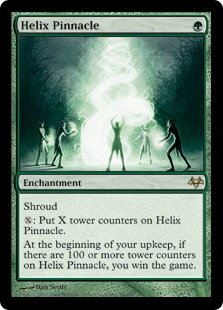 Helix Pinnacle
Enchantment
Shroud
X: Put X tower counters on Helix
Pinnacle.
At the beginning of your upkeep, if
there are 100 or more tower counters
on Helix Pinnacle, you win the game.
Dan Scott